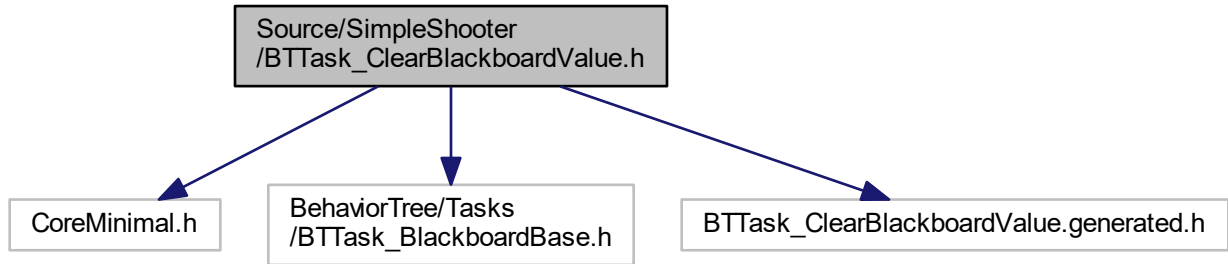 Source/SimpleShooter
/BTTask_ClearBlackboardValue.h
CoreMinimal.h
BehaviorTree/Tasks
/BTTask_BlackboardBase.h
BTTask_ClearBlackboardValue.generated.h